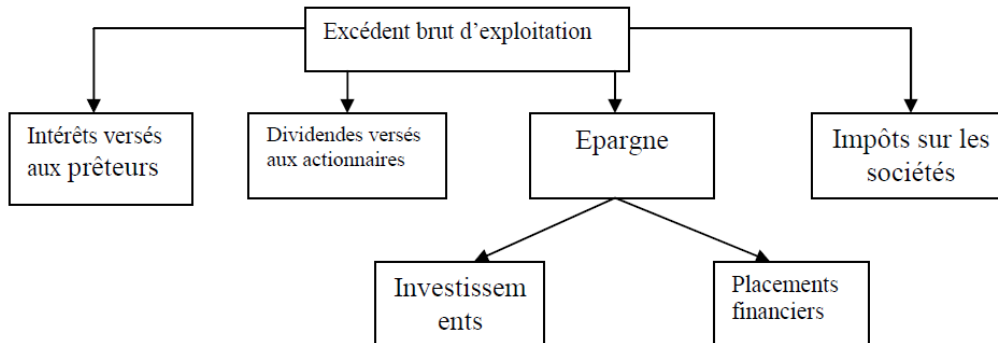 Excédent brut d’exploitation
Intérêts versés
aux prêteurs
Dividendes versés
aux actionnaires
Epargne
Impôts sur les
sociétés
Investissem
ents
Placements
financiers